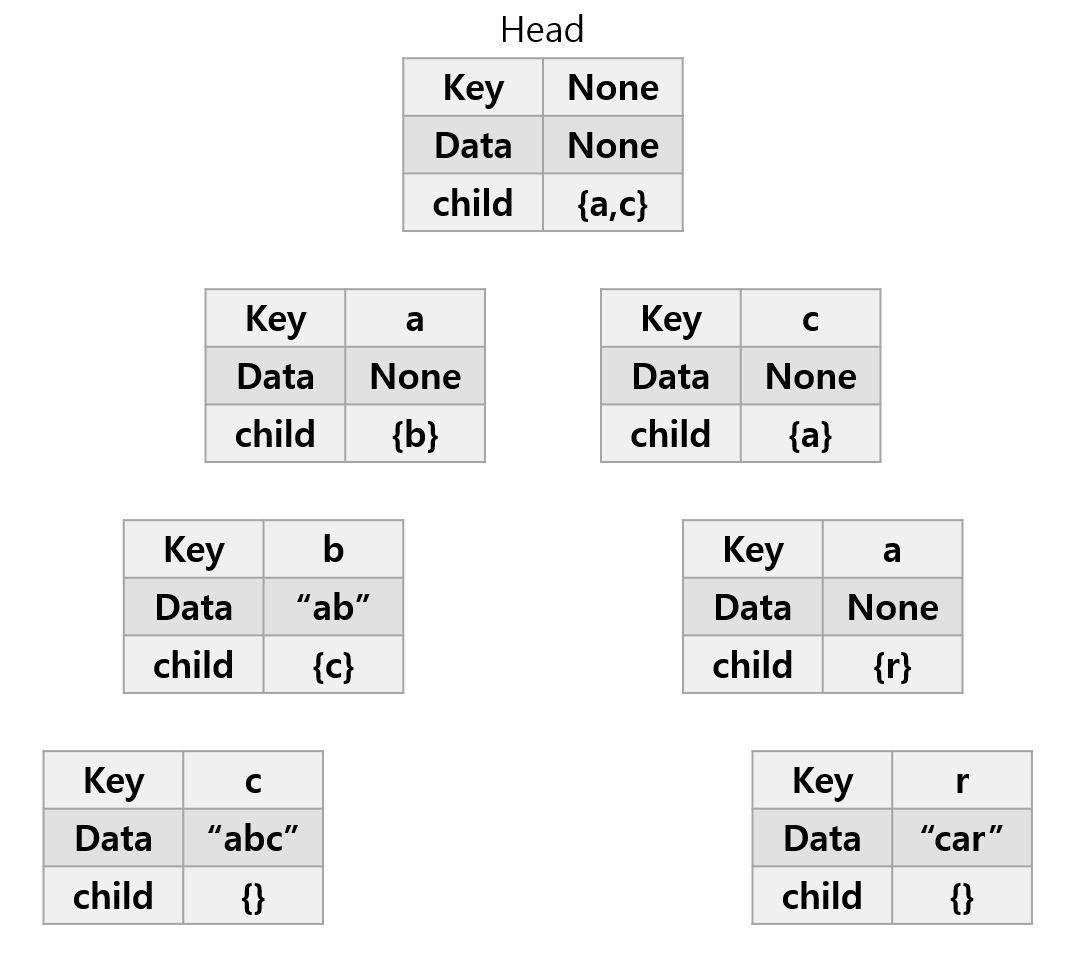 Head
Key None
Data None
child {a,c}
Key a
Data None
child {b}
Key c
Data None
child {a}
Key b
Data “ab”
child {c}
Key a
Data None
child {r}
Key c
Data “abc”
child {}
Key r
Data “car”
child {}